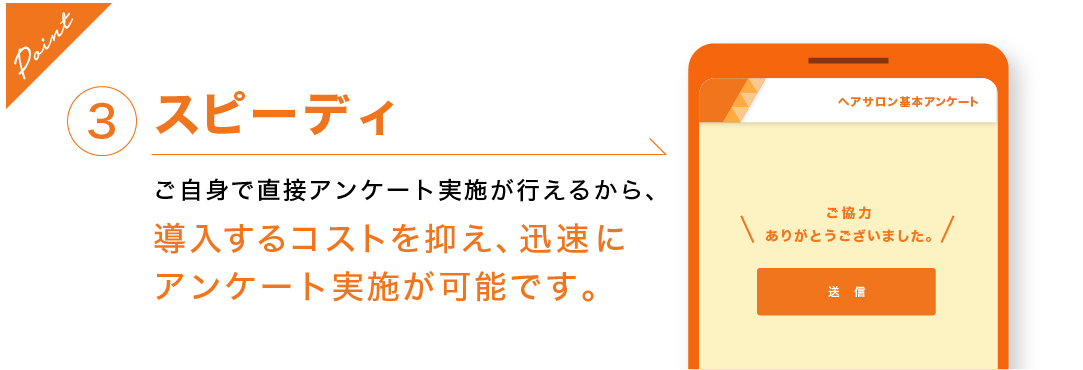 Point
3 スピーディ
ご自身で直接アンケート実施が行えるから、
導入するコストを抑え、迅速に
アンケート実施が可能です。
ヘアサロン基本アンケート
ご協力
ありがとうございました。
送 信